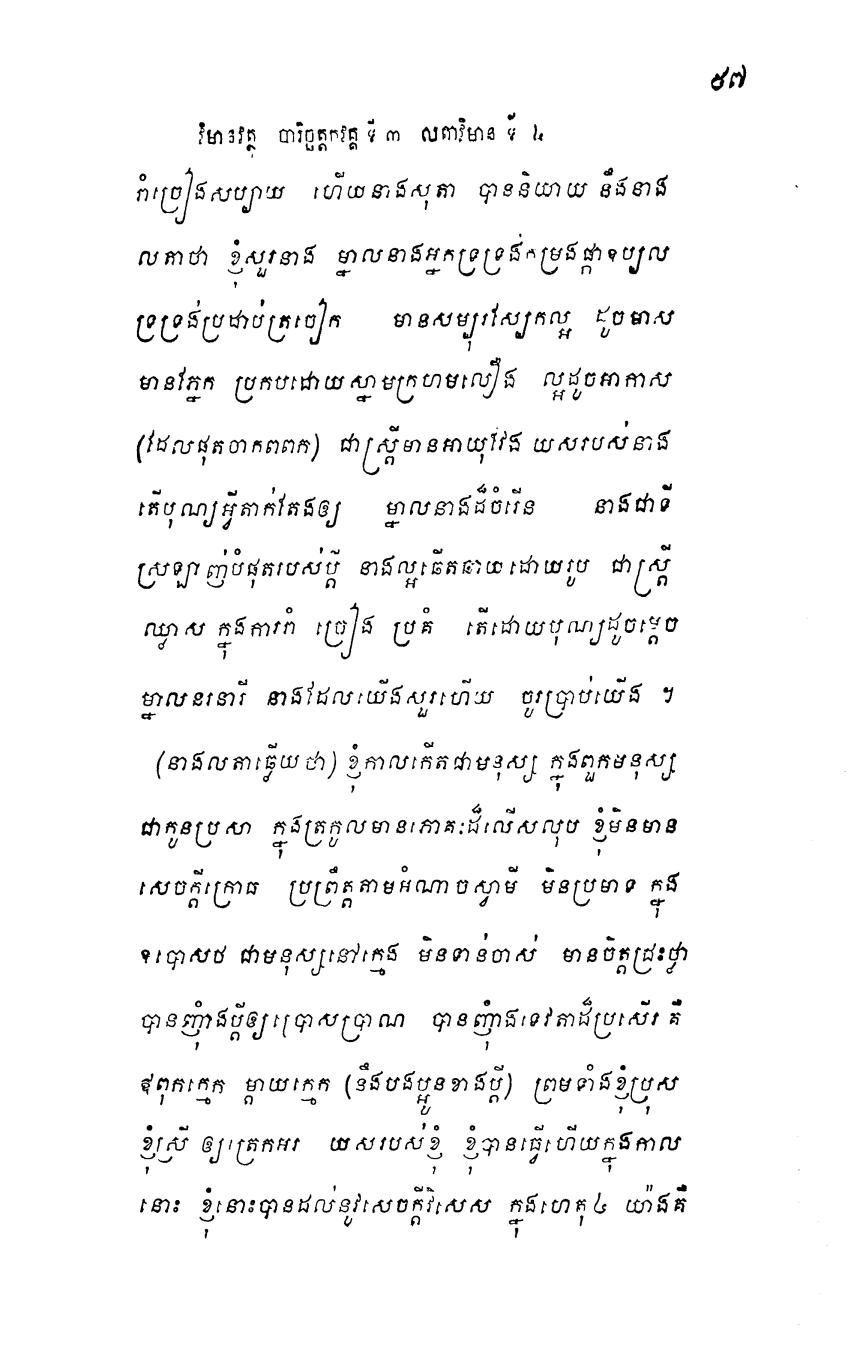 ៩៧
វិមានវត្ថុ បារិច្ឆត្តកវគ្គ ទី ៣ លតាវិមាន ទី ៤
រាំច្រៀងសប្បាយ ហើយនាងសុតា បាននិយាយ នឹងនាង
លតាថា ខ្ញុំសួរនាង ម្នាលនាងអ្នកទ្រទ្រង់កម្រងផ្កាឧប្បល
ទ្រទ្រង់ប្រដាប់ត្រចៀក មានសម្បុរស្បែកល្អ ដូចមាស
មានភ្នែក ប្រកបដោយស្នាមក្រហមលឿង ល្អដូចអាកាស
(ដែលផុតចាកពពក) ជាស្ត្រីមានអាយុវែង យសរបស់នាង
តើបុណ្យអ្វីតាក់តែងឲ្យ ម្នាលនាងដ៏ចំរើន នាងជាទី
ស្រឡាញ់បំផុតរបស់ប្តី នាងល្អឆើតឆាយដោយរូប ជាស្ត្រី
ឈ្លាស ក្នុងការរាំ ច្រៀង ប្រគំ តើដោយបុណ្យដូចម្តេច
ម្នាលនរនារី នាងដែលយើងសួរហើយ ចូរប្រាប់យើង ។
(នាងលតាឆ្លើយថា) ខ្ញុំកាលកើតជាមនុស្ស ក្នុងពួកមនុស្ស
ជាកូនប្រសា ក្នុងត្រកូលមានភោគៈដ៏លើសលុប ខ្ញុំមិនមាន
សេចក្តីក្រោធ ប្រព្រឹត្តតាមអំណាចស្វាមី មិនប្រមាទ ក្នុង
ឧបោសថ ជាមនុស្សនៅក្មេង មិនទាន់ចាស់ មានចិត្តជ្រះថ្លា
បានញុំាងប្តីឲ្យប្រោសប្រាណ បានញុំាងទេវតាដ៏ប្រសើរ គឺ
ឪពុកក្មេក ម្តាយក្មេក (នឹងបងប្អូនខាងប្តី) ព្រមទាំងខ្ញុំប្រុស
ខ្ញុំស្រី ឲ្យត្រេកអរ យសរបស់ខ្ញុំ ខ្ញុំបានធ្វើហើយក្នុងកាល
នោះ ខ្ញុំនោះបានដល់នូវសេចក្តីវិសេស ក្នុងហេតុ ៤ យ៉ាងគឺ